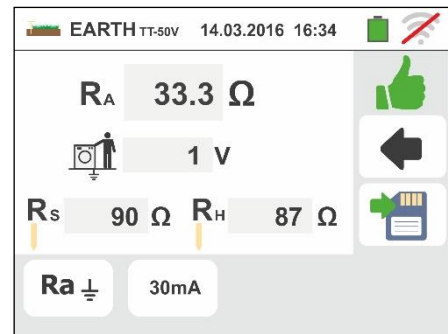 EARTH TT-50V 14.03.2016 16:34
RA 33.3 Ω
1 V
RS 90 Ω RH 87 Ω
Ra 30mA